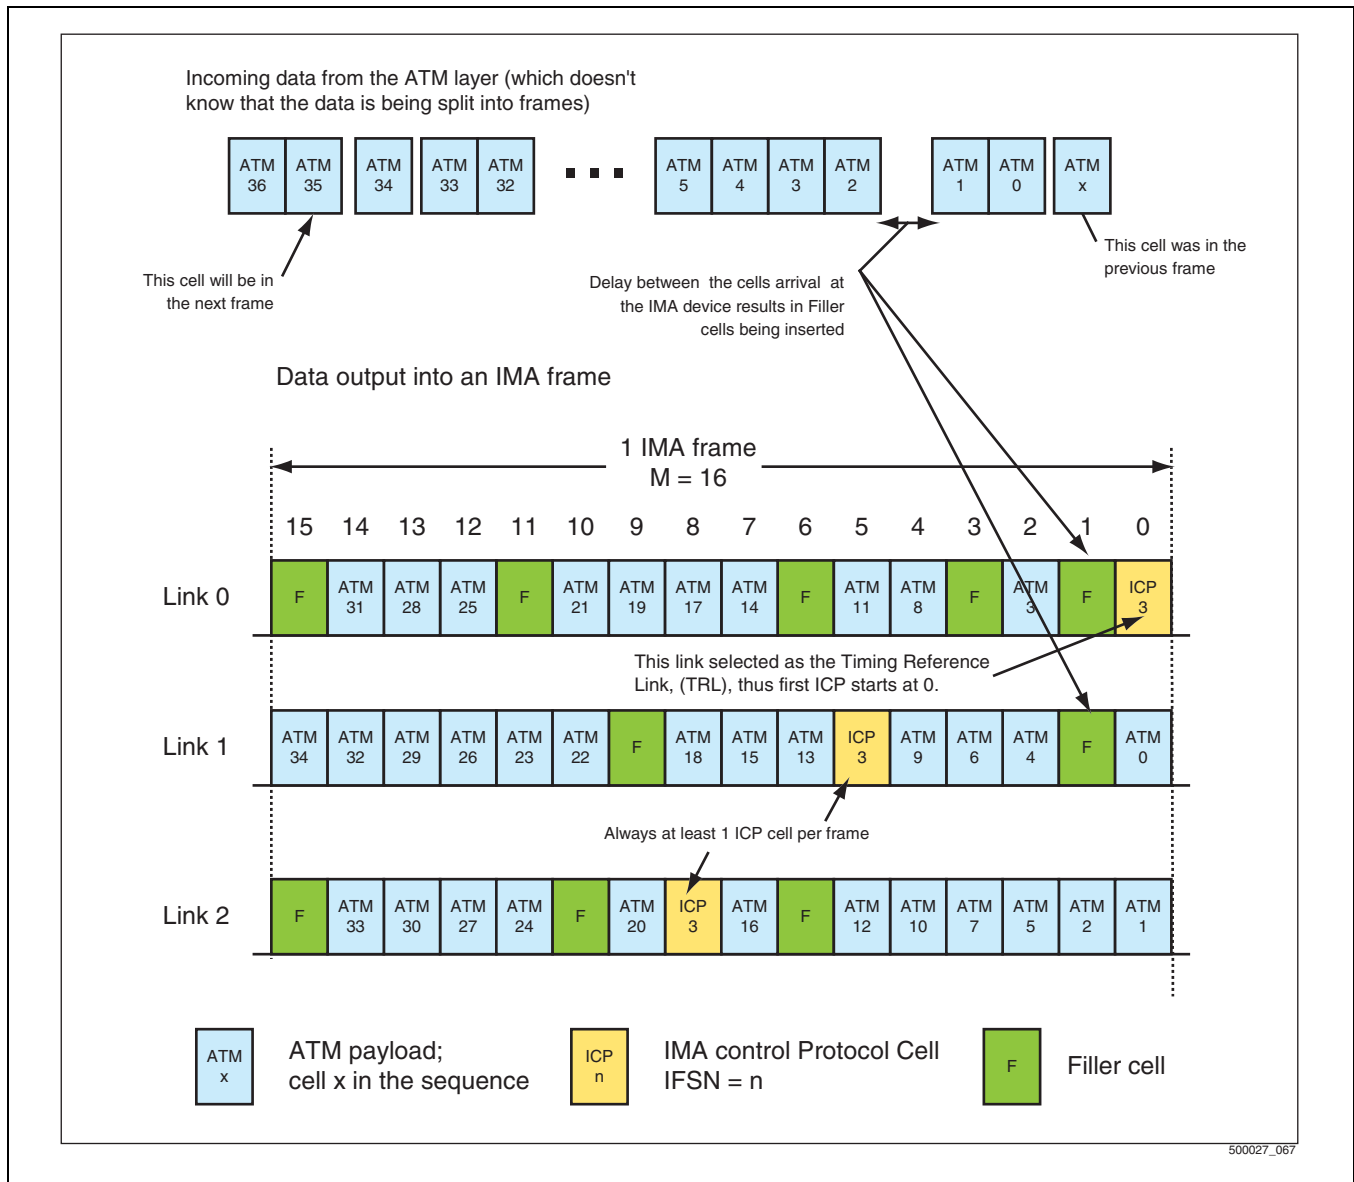 Incoming data from the ATM layer (which doesn't
know that the data is being split into frames)
ATM 36 ATM 35 ATM 34 ATM 33 ATM 32 ATM 5 ATM 4 ATM 3 ATM 2 ATM 1 ATM 0 ATM x
This cell will be in
the next frame
Delay between the cells arrival at
the IMA device results in Filler
cells being inserted
This cell was in the
previous frame
Data output into an IMA frame
1 IMA frame
M = 16
15 14 13 12 11 10 9 8 7 6 5 4 3 2 1 0
Link 0 F ATM 31 ATM 28 ATM 25 F ATM 21 ATM 19 ATM 17 ATM 14 F ATM 11 ATM 8 F ATM 3 F ICP 3
This link selected as the Timing Reference
Link, (TRL), thus first ICP starts at 0.
Link 1 ATM 34 ATM 32 ATM 29 ATM 26 ATM 23 ATM 22 F ATM 18 ATM 15 ATM 13 ICP 3 ATM 9 ATM 6 ATM 4 F ATM 0
Always at least 1 ICP cell per frame
Link 2 F ATM 33 ATM 30 ATM 27 ATM 24 F ATM 20 ICP 3 ATM 16 F ATM 12 ATM 10 ATM 7 ATM 5 ATM 2 ATM 1
ATM x
ATM payload;
cell x in the sequence
ICP n
IMA control Protocol Cell
IFSN = n
F
Filler cell
500027_067